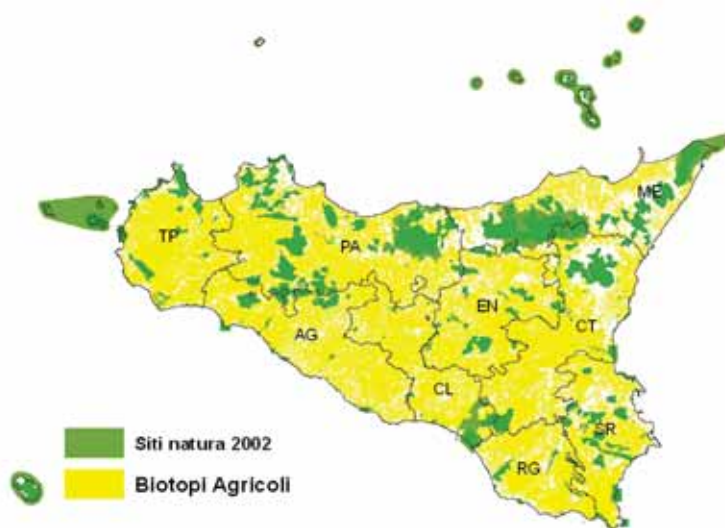 ME
TP
PA
EN
CT
AG
CL
SR
RG
Siti natura 2002
Biotopi Agricoli